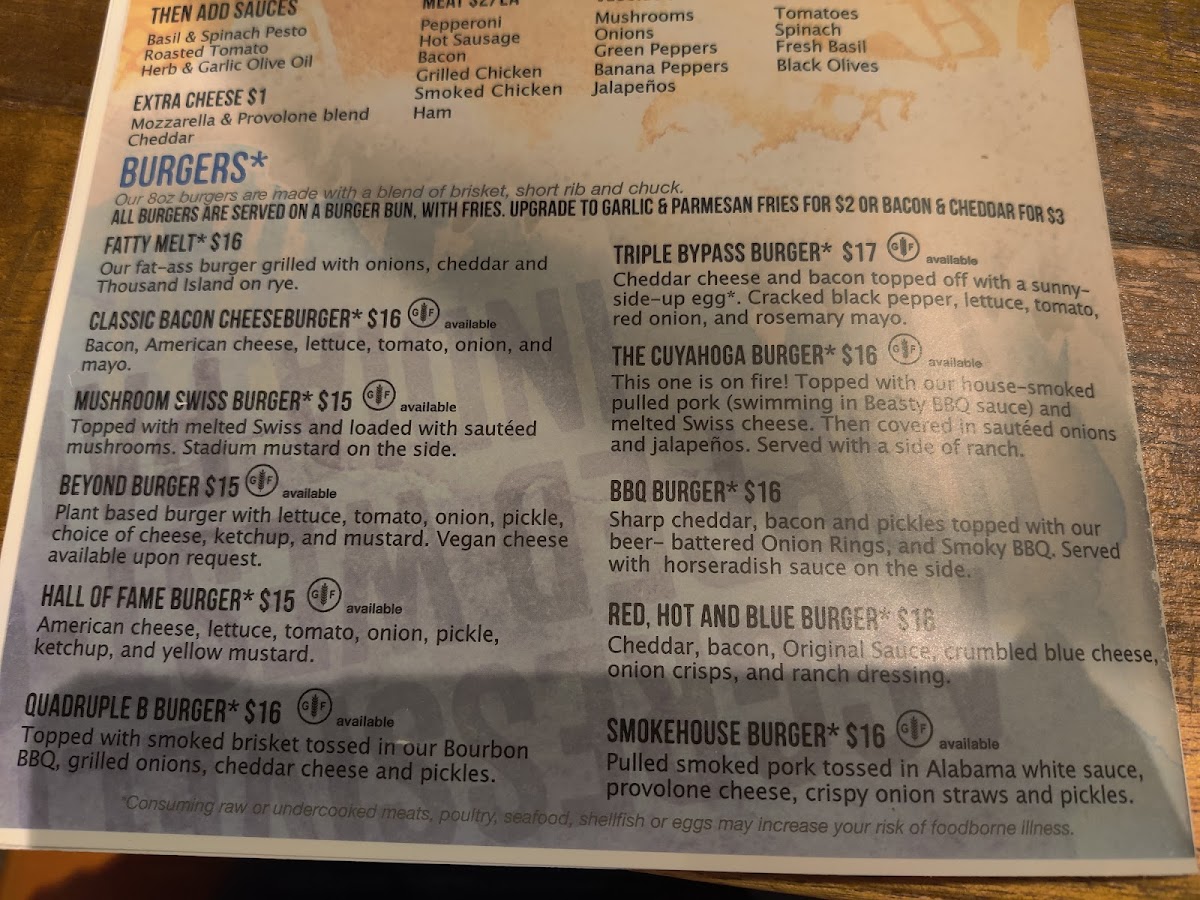 THEN ADD SAUCES
Basil & Spinach Pesto
Roasted Tomato
Herb & Garlic Olive Oil
EXTRA CHEESE $1
Mozzarella & Provolone blend
Cheddar
MEAT $2/EA
Pepperoni
Hot Sausage
Bacon
Grilled Chicken
Smoked Chicken
Ham
Mushrooms
Onions
Green Peppers
Banana Peppers
Jalapeños
Tomatoes
Spinach
Fresh Basil
Black Olives
BURGERS*
Our 8oz burgers are made with a blend of brisket, short rib and chuck.
ALL BURGERS ARE SERVED ON A BURGER BUN, WITH FRIES. UPGRADE TO GARLIC & PARMESAN FRIES FOR $2 OR BACON & CHEDDAR FOR $3
FATTY MELT* $16
Our fat-ass burger grilled with onions, cheddar and
Thousand Island on rye.
CLASSIC BACON CHEESEBURGER* $16 GF available
Bacon, American cheese, lettuce, tomato, onion, and
mayo.
MUSHROOM SWISS BURGER* $15 GF available
Topped with melted Swiss and loaded with sautéed
mushrooms. Stadium mustard on the side.
BEYOND BURGER $15 GF available
Plant based burger with lettuce, tomato, onion, pickle,
choice of cheese, ketchup, and mustard. Vegan cheese
available upon request.
HALL OF FAME BURGER* $15 GF available
American cheese, lettuce, tomato, onion, pickle,
ketchup, and yellow mustard.
QUADRUPLE B BURGER* $16 GF available
Topped with smoked brisket tossed in our Bourbon
BBQ, grilled onions, cheddar cheese and pickles.
TRIPLE BYPASS BURGER* $17 GF available
Cheddar cheese and bacon topped off with a sunny-
side-up egg*. Cracked black pepper, lettuce, tomato,
red onion, and rosemary mayo.
THE CUYAHOGA BURGER* $16 GF available
This one is on fire! Topped with our house-smoked
pulled pork (swimming in Beasty BBQ sauce) and
melted Swiss cheese. Then covered in sautéed onions
and jalapeños. Served with a side of ranch.
BBQ BURGER* $16
Sharp cheddar, bacon and pickles topped with our
beer- battered Onion Rings, and Smoky BBQ. Served
with horseradish sauce on the side.
RED, HOT AND BLUE BURGER* $16
Cheddar, bacon, Original Sauce, crumbled blue cheese,
onion crisps, and ranch dressing.
SMOKEHOUSE BURGER* $16 GF available
Pulled smoked pork tossed in Alabama white sauce,
provolone cheese, crispy onion straws and pickles.
*Consuming raw or undercooked meats, poultry, seafood, shellfish or eggs may increase your risk of foodborne illness.